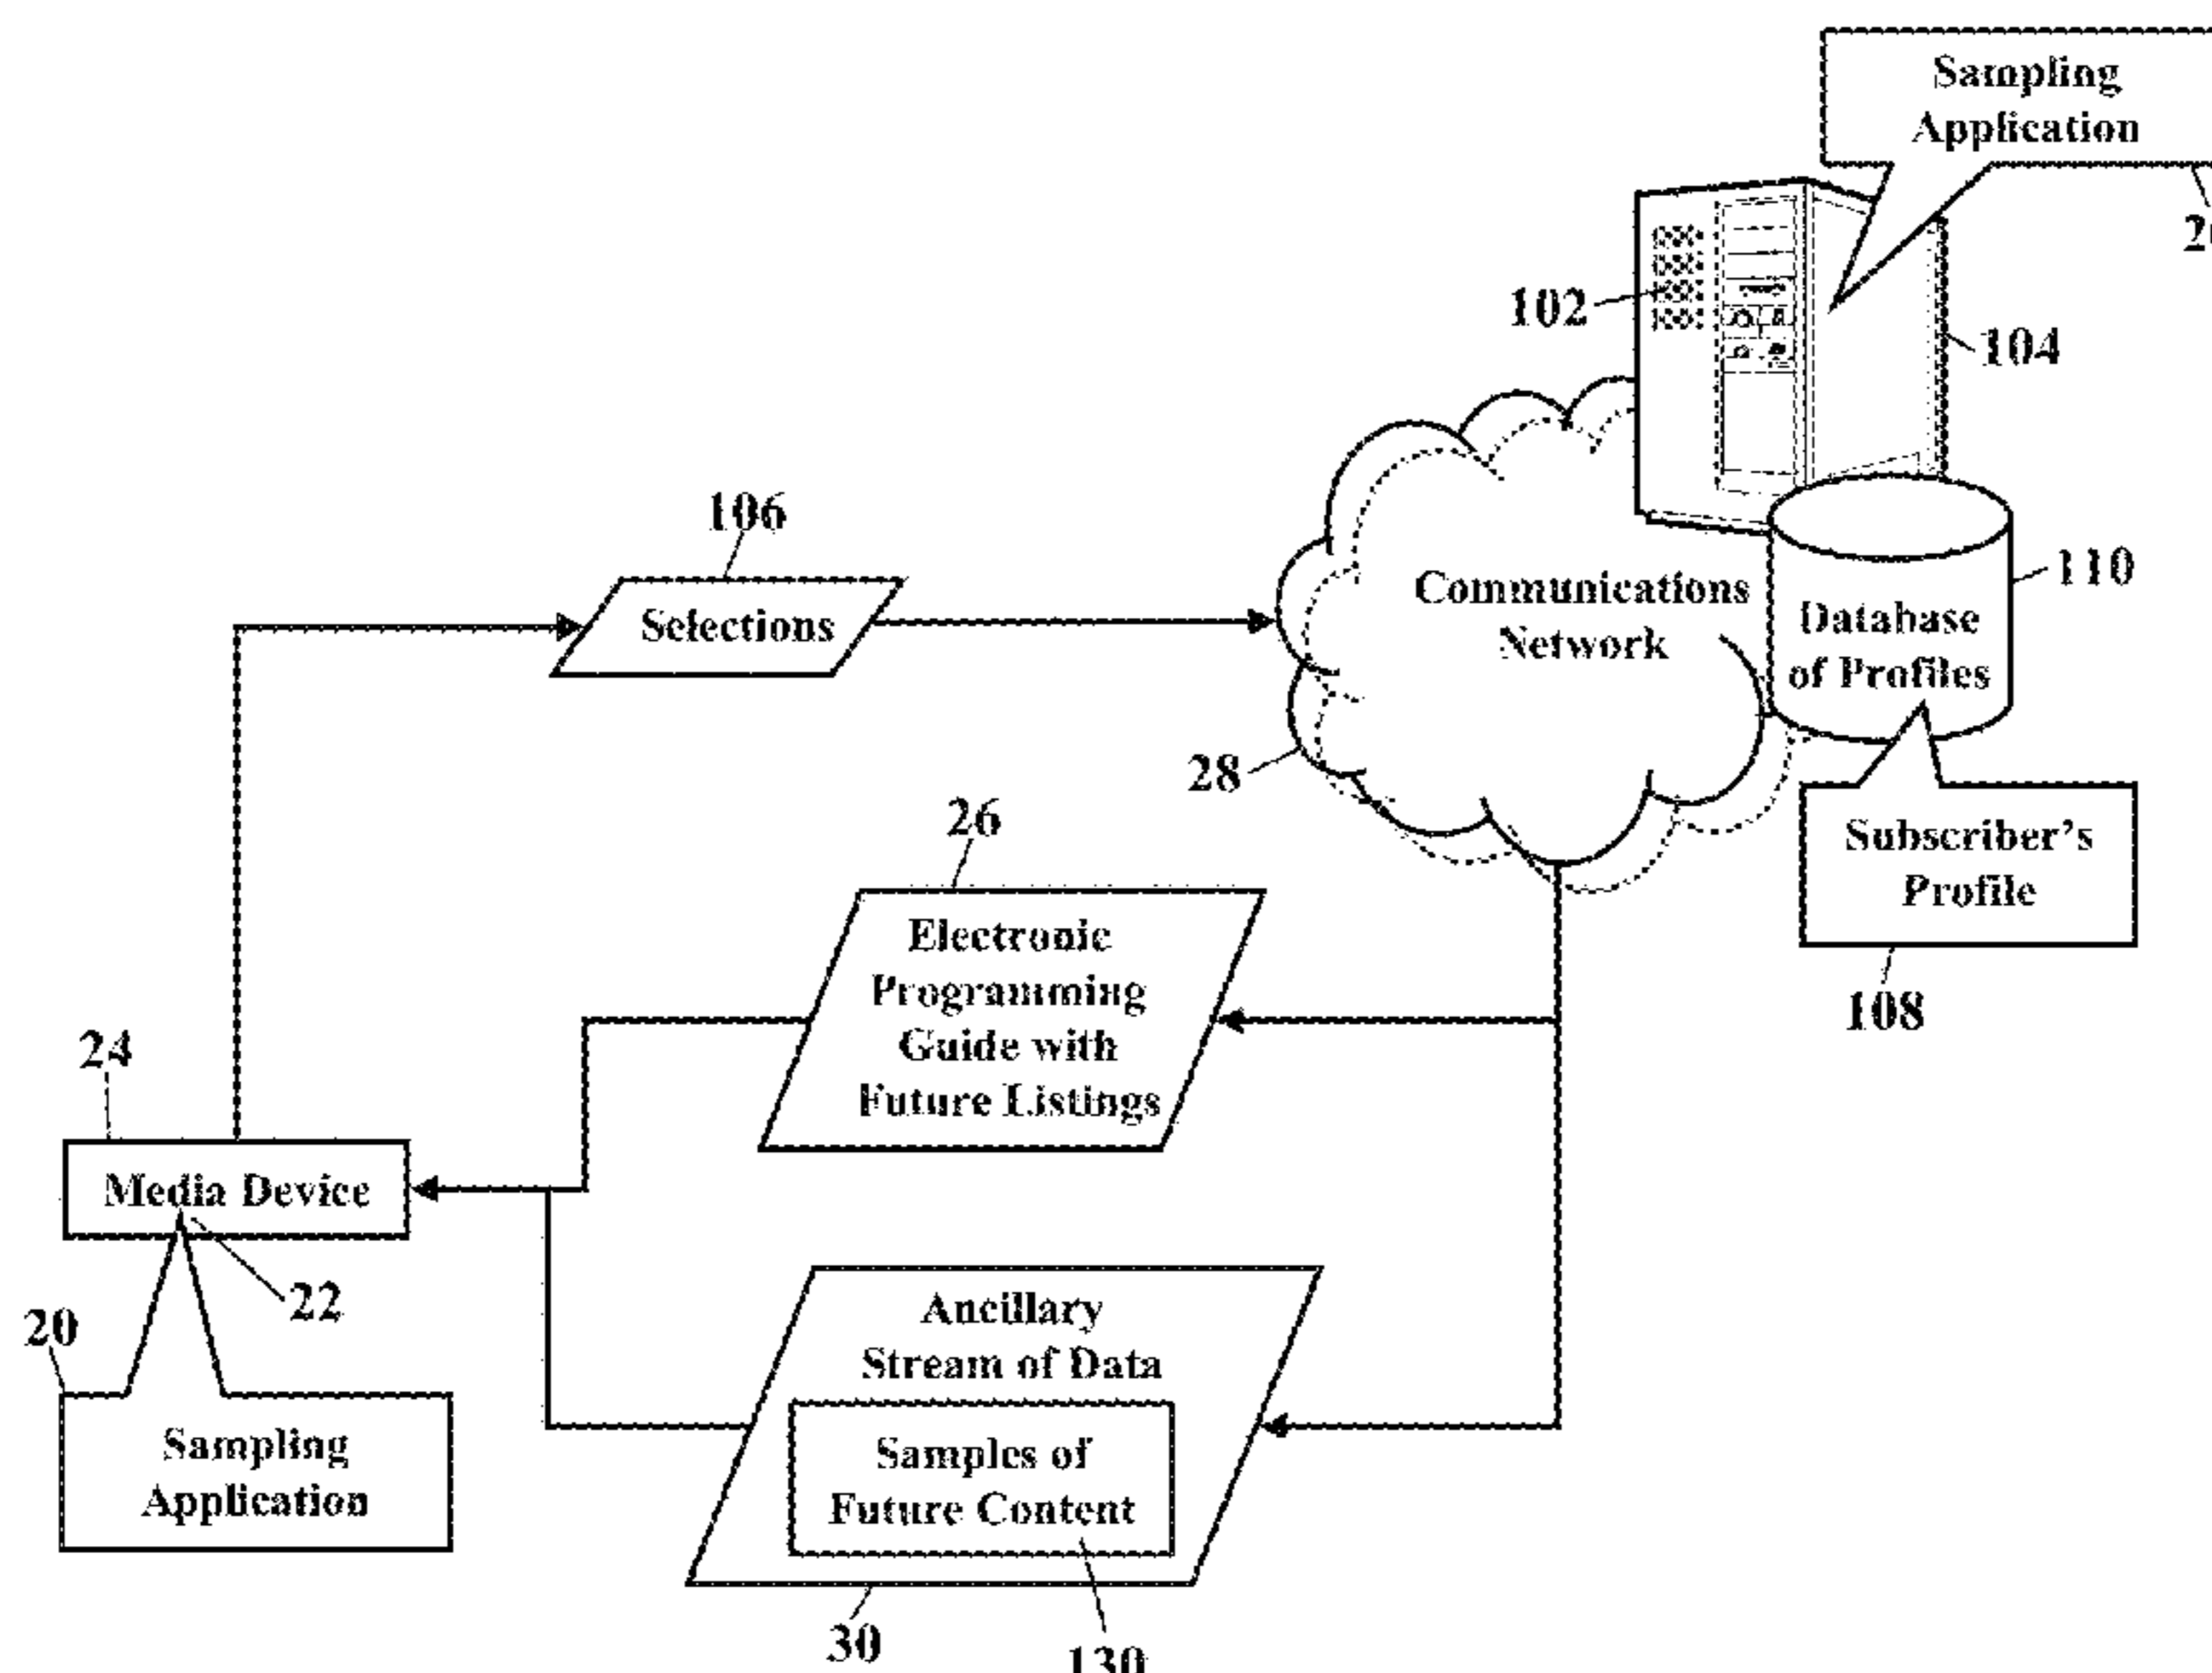 Sampling
Application
102
104
106
Selections
Communications
Network
110
Database
of Profiles
28
Subscriber's
Profile
108
26
Electronic
Programming
Guide with
Future Listings
24
Media Device
22
20
Sampling
Application
Ancillary
Stream of Data
Samples of
Future Content
30
130